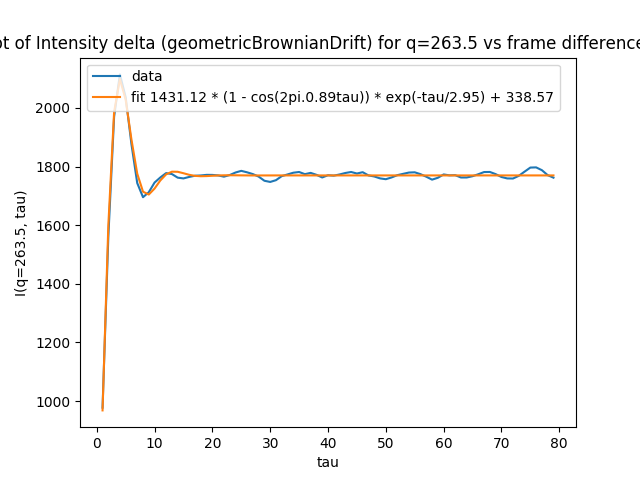 ot of Intensity delta (geometricBrownianDrift) for q=263.5 vs frame difference
data
fit 1431.12 * (1 - cos(2pi.0.89tau)) * exp(-tau/2.95) + 338.57
I(q=263.5, tau)
2000
1800
1600
1400
1200
1000
0 10 20 30 40 50 60 70 80
tau